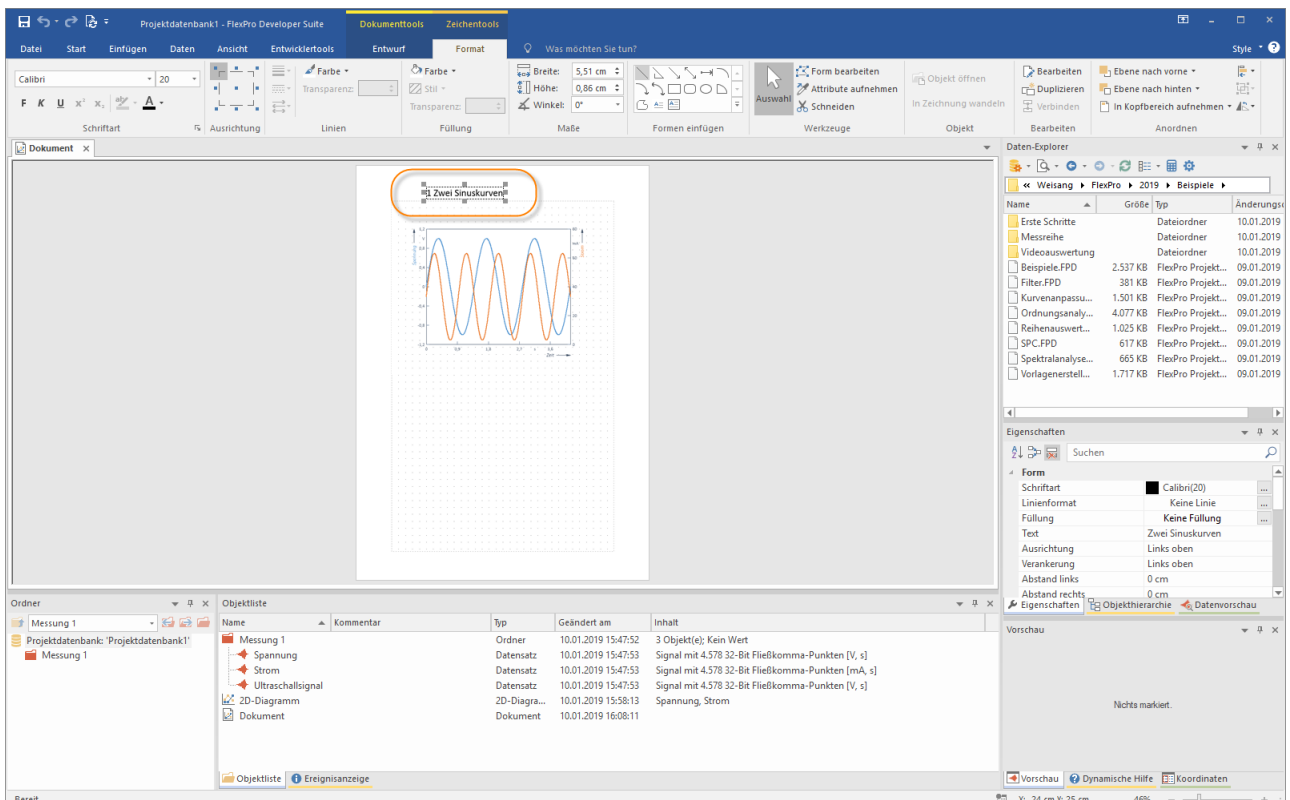 Projektdatenbank1 - FlexPro Developer Suite Dokumenttools Zeichentools
Datei Start Einfügen Daten Ansicht Entwicklertools Entwurf Format Was möchten Sie tun? Style
Calibri 20 Farbe Farbe Breite: 5,51 cm Form bearbeiten Objekt öffnen Bearbeiten Ebene nach vorne
Transparenz: Stil Höhe: 0,86 cm Attribute aufnehmen Duplizieren Ebene nach hinten
F K U x² x₂ aby A Transparenz: Winkel: 0° Auswahl Schneiden In Zeichnung wandeln Verbinden In Kopfbereich aufnehmen
Schriftart Ausrichtung Linien Füllung Maße Formen einfügen Werkzeuge Objekt Bearbeiten Anordnen
Dokument
1 Zwei Sinuskurven
Spannung
Zeit
Daten-Explorer
« Weisang FlexPro 2019 Beispiele
Name Größe Typ Änderungs
Erste Schritte Dateiordner 10.01.2019
Messreihe Dateiordner 10.01.2019
Videoauswertung Dateiordner 10.01.2019
Beispiele.FPD 2.537 KB FlexPro Projekt... 09.01.2019
Filter.FPD 381 KB FlexPro Projekt... 09.01.2019
Kurvenanpassu... 1.501 KB FlexPro Projekt... 09.01.2019
Ordnungsanaly... 4.077 KB FlexPro Projekt... 09.01.2019
Reihenauswert... 1.025 KB FlexPro Projekt... 09.01.2019
SPC.FPD 617 KB FlexPro Projekt... 09.01.2019
Spektralanalyse... 665 KB FlexPro Projekt... 09.01.2019
Vorlagenerstell... 1.717 KB FlexPro Projekt... 09.01.2019
Eigenschaften
Suchen
Form
Schriftart Calibri(20) ...
Linienformat Keine Linie ...
Füllung Keine Füllung ...
Text Zwei Sinuskurven
Ausrichtung Links oben
Verankerung Links oben
Abstand links 0 cm
Abstand rechts 0 cm
Eigenschaften Objekthierarchie Datenvorschau
Ordner
Messung 1
Projektdatenbank: 'Projektdatenbank1'
Messung 1
Objektliste
Name Kommentar Typ Geändert am Inhalt
Messung 1 Ordner 10.01.2019 15:47:52 3 Objekt(e); Kein Wert
Spannung Datensatz 10.01.2019 15:47:53 Signal mit 4.578 32-Bit Fließkomma-Punkten [V, s]
Strom Datensatz 10.01.2019 15:47:53 Signal mit 4.578 32-Bit Fließkomma-Punkten [mA, s]
Ultraschallsignal Datensatz 10.01.2019 15:47:53 Signal mit 4.578 32-Bit Fließkomma-Punkten [V, s]
2D-Diagramm 2D-Diagra... 10.01.2019 15:58:13 Spannung, Strom
Dokument Dokument 10.01.2019 16:08:11
Objektliste Ereignisanzeige
Vorschau
Nichts markiert.
Vorschau Dynamische Hilfe Koordinaten
Bereit X: 24 cm Y: 25 cm 46%